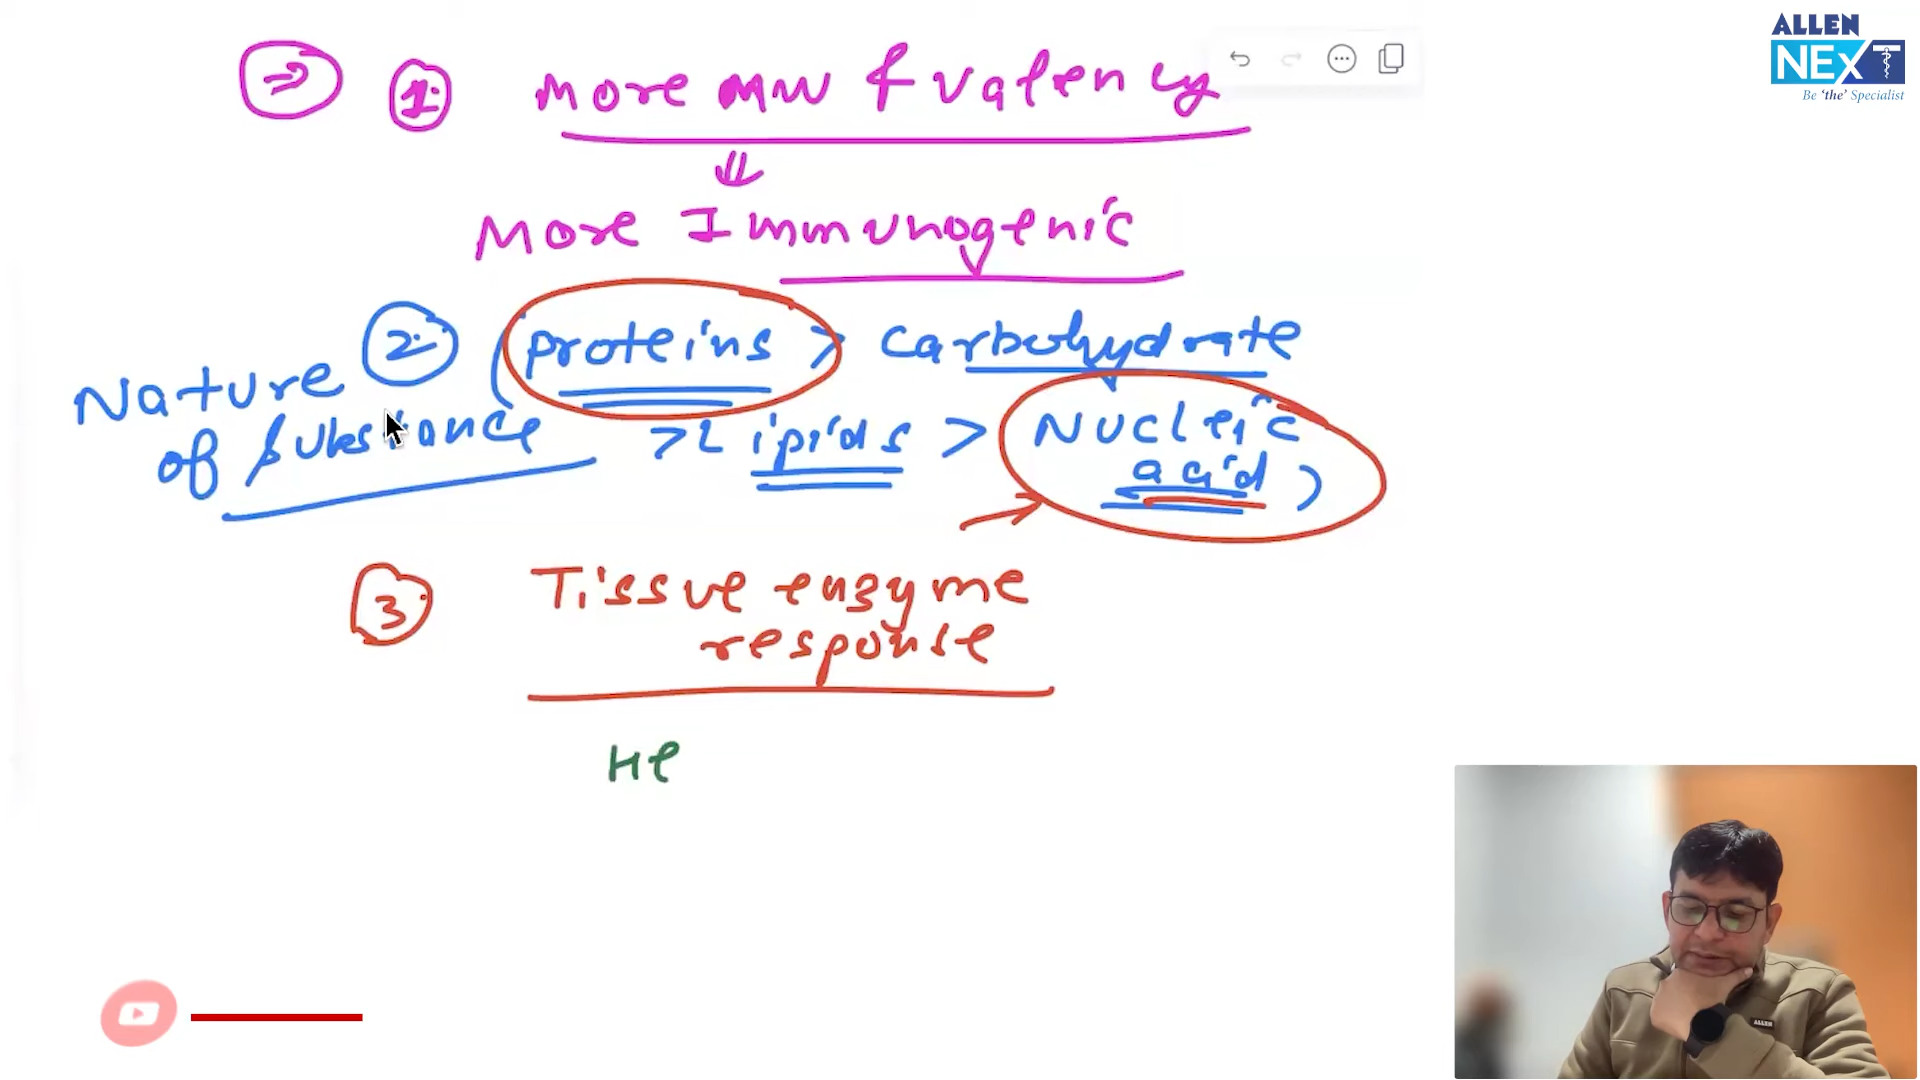 ALLEN
NEXT
Be 'the' Specialist
⇒ 1. More MW & valency
⇓
More Immunogenic
2. (proteins > carbohydrate
Nature
of substance
> Lipids > Nucleic
acid)
3. Tissue enzyme
response
He
ALLEN